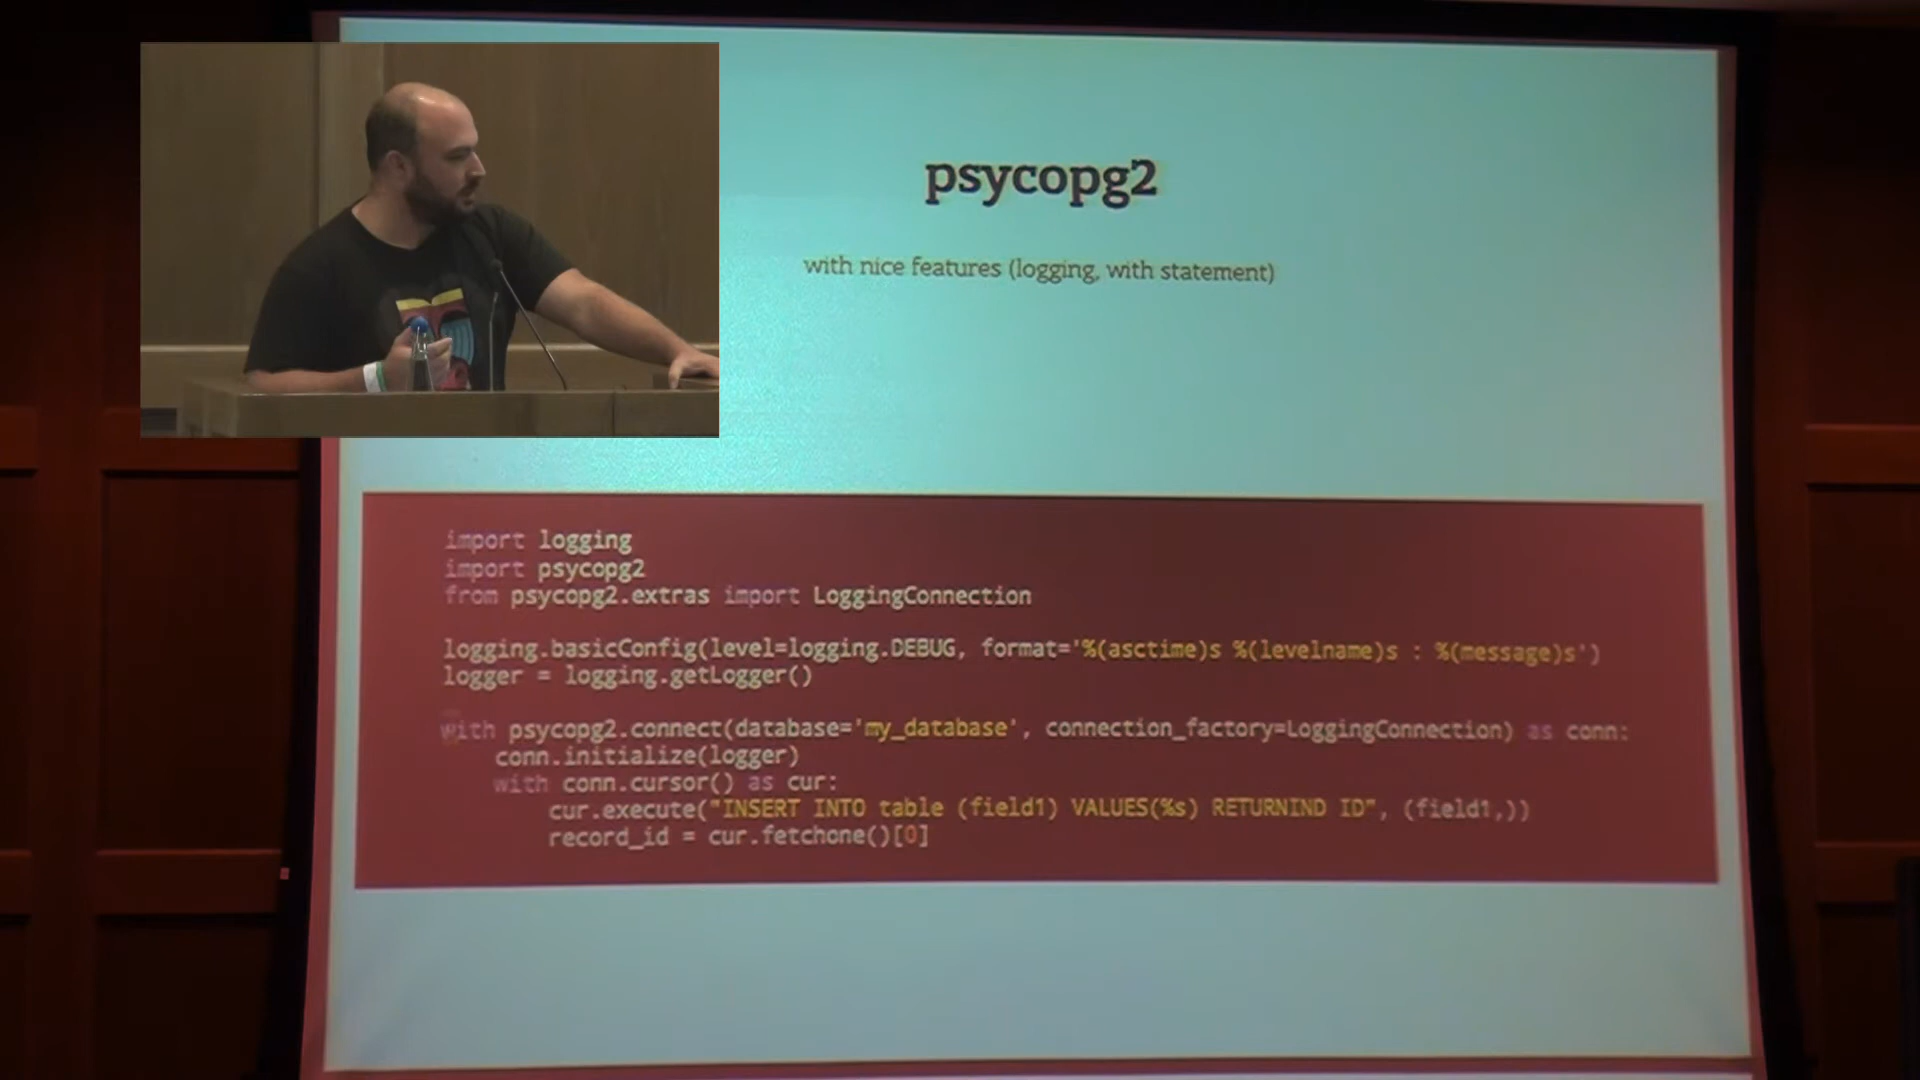 psycopg2
with nice features (logging, with statement)
import logging
import psycopg2
from psycopg2.extras import LoggingConnection
logging.basicConfig(level=logging.DEBUG, format='%(asctime)s %(levelname)s : %(message)s')
logger = logging.getLogger()
with psycopg2.connect(database='my_database', connection_factory=LoggingConnection) as conn:
conn.initialize(logger)
with conn.cursor() as cur:
cur.execute("INSERT INTO table (field1) VALUES(%s) RETURNIND ID", (field1,))
record_id = cur.fetchone()[0]